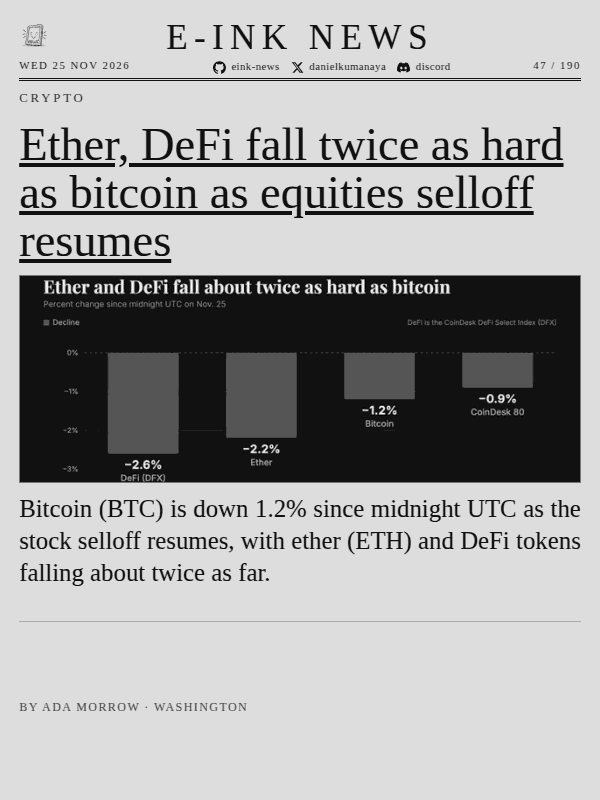 E-INK NEWS
WED 25 NOV 2026
eink-news
danielkumanaya
discord
47 / 190
CRYPTO
Ether, DeFi fall twice as hard
as bitcoin as equities selloff
resumes
Ether and DeFi fall about twice as hard as bitcoin
Percent change since midnight UTC on Nov. 25
Decline
DeFi is the CoinDesk DeFi Select Index (DFX)
0%
−1%
−2%
−3%
−2.6%
DeFi (DFX)
−2.2%
Ether
−1.2%
Bitcoin
−0.9%
CoinDesk 80
Bitcoin (BTC) is down 1.2% since midnight UTC as the
stock selloff resumes, with ether (ETH) and DeFi tokens
falling about twice as far.
BY ADA MORROW · WASHINGTON